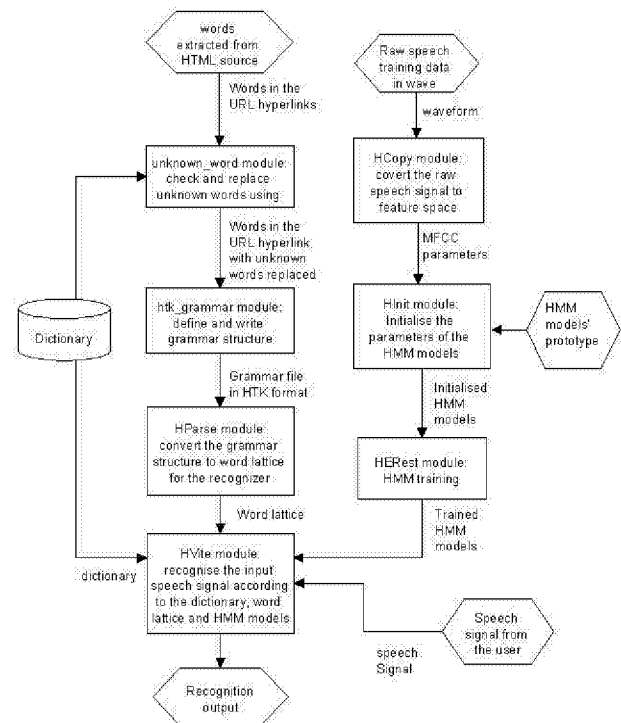 words
extracted from
HTML source
Words in the
URL hyperlinks
unknown_word module:
check and replace
unknown words using
Words in the
URL hyperlink
with unknown
words replaced
htk_grammar module:
define and write
grammar structure
Dictionary
Grammar file
in HTK format
HParse module:
convert the grammar
structure to word lattice
for the recognizer
Word lattice
dictionary
HVite module:
recognise the input
speech signal according
to the dictionary, word
lattice and HMM models
Recognition
output
Raw speech
training data
in wave
waveform
HCopy module:
covert the raw
speech signal to
feature space
MFCC
parameters
HInit module:
Initialise the
parameters of the
HMM models
HMM
models'
prototype
Initialised
HMM
models
HERest module:
HMM training
Trained
HMM
models
Speech
signal from
the user
speech
Signal